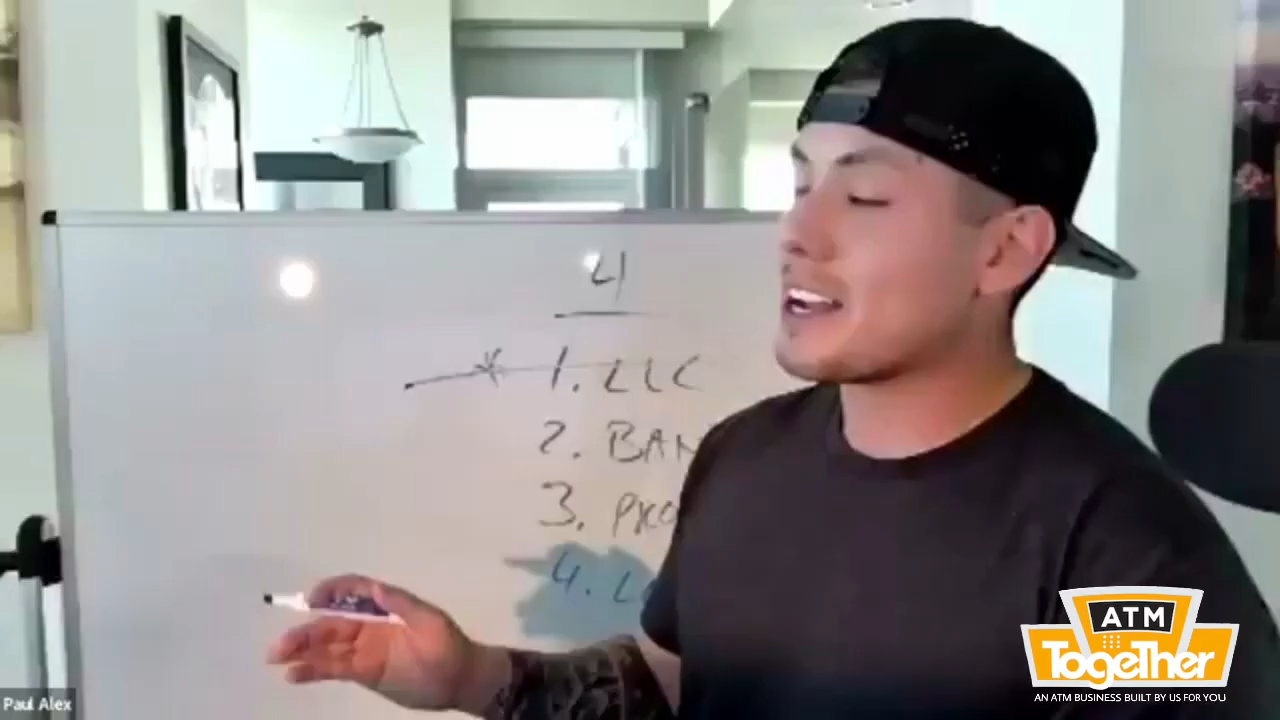 4
1. LLC
2. BAN
3. PRO
4. L
ATM
TogeTher
AN ATM BUSINESS BUILT BY US FOR YOU
Paul Alex